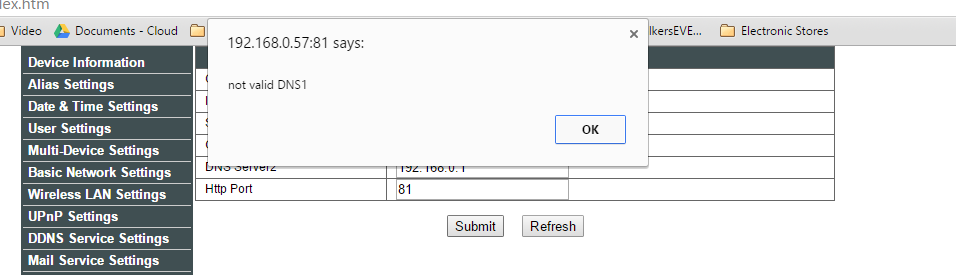 dex.htm
Video Documents - Cloud lkersEVE... Electronic Stores
192.168.0.57:81 says:
×
not valid DNS1
OK
Device Information
Alias Settings
Date & Time Settings
User Settings
Multi-Device Settings
Basic Network Settings
DNS Server2 192.168.0.1
Wireless LAN Settings
Http Port 81
UPnP Settings
Submit Refresh
DDNS Service Settings
Mail Service Settings